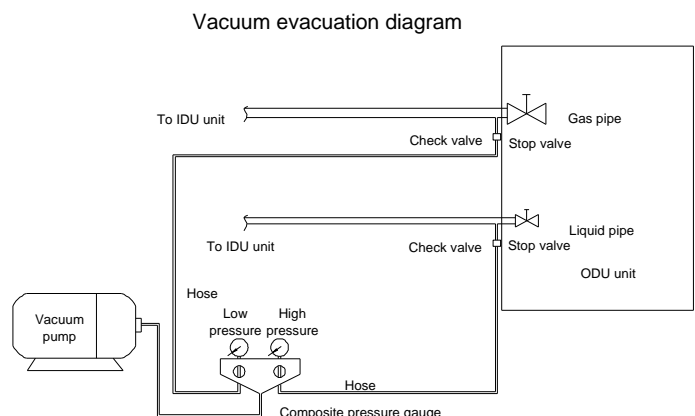 Vacuum evacuation diagram
To IDU unit
Gas pipe
Check valve
Stop valve
To IDU unit
Liquid pipe
Check valve
Stop valve
ODU unit
Hose
Low
pressure
High
pressure
Vacuum
pump
Hose
Composite pressure gauge